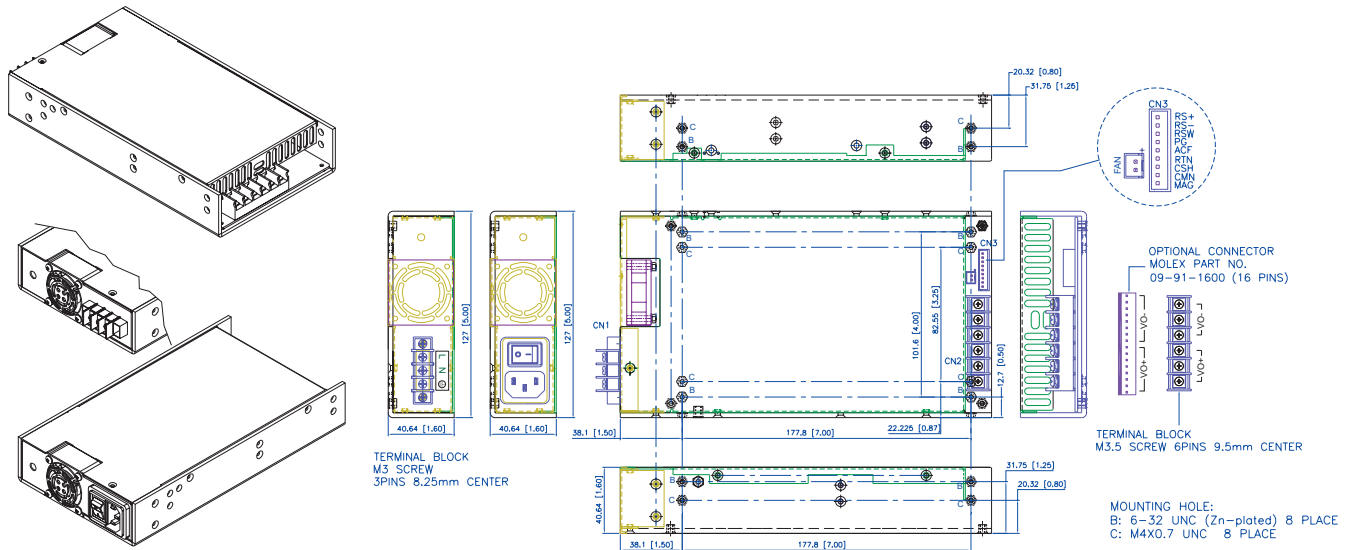 20.32 [0.80]
31.75 [1.25]
C
B
C
B
CN3
RS+
RS-
RSW
PG
ACF
RTN
CSH
CMN
MAG
FAN
+
127 [5.00]
127 [5.00]
L
N
40.64 [1.60]
40.64 [1.60]
TERMINAL BLOCK
M3 SCREW
3PINS 8.25mm CENTER
CN1
B
C
B
C
CN3
101.6 [4.00]
82.55 [3.25]
CN2
12.7 [0.50]
C
B
B
38.1 [1.50]
177.8 [7.00]
22.225 [0.87]
OPTIONAL CONNECTOR
MOLEX PART NO.
09-91-1600 (16 PINS)
VO-
VO+
VO-
VO+
TERMINAL BLOCK
M3.5 SCREW 6PINS 9.5mm CENTER
40.64 [1.60]
B
C
B
C
31.75 [1.25]
20.32 [0.80]
38.1 [1.50]
177.8 [7.00]
MOUNTING HOLE:
B: 6-32 UNC (Zn-plated) 8 PLACE
C: M4X0.7 UNC 8 PLACE